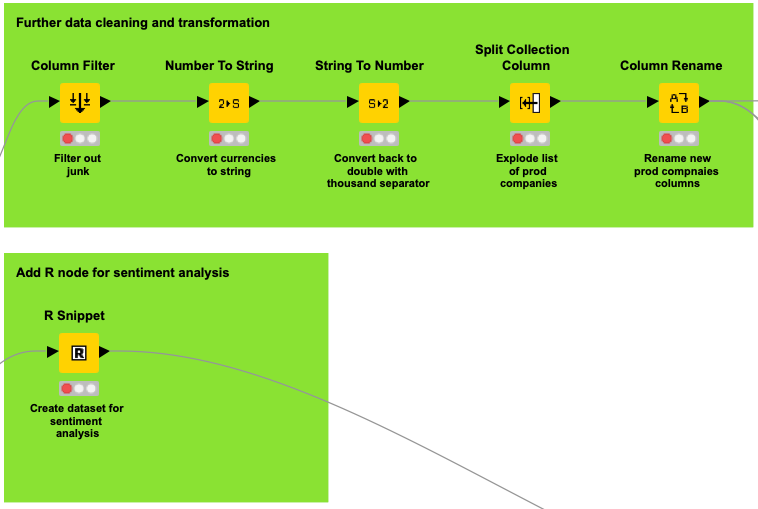 Further data cleaning and transformation
Column Filter
Number To String
String To Number
Split Collection
Column
Column Rename
2▸S
S▸2
[+]
A
B
Filter out
junk
Convert currencies
to string
Convert back to
double with
thousand separator
Explode list
of prod
companies
Rename new
prod compnaies
columns
Add R node for sentiment analysis
R Snippet
R
Create dataset for
sentiment
analysis